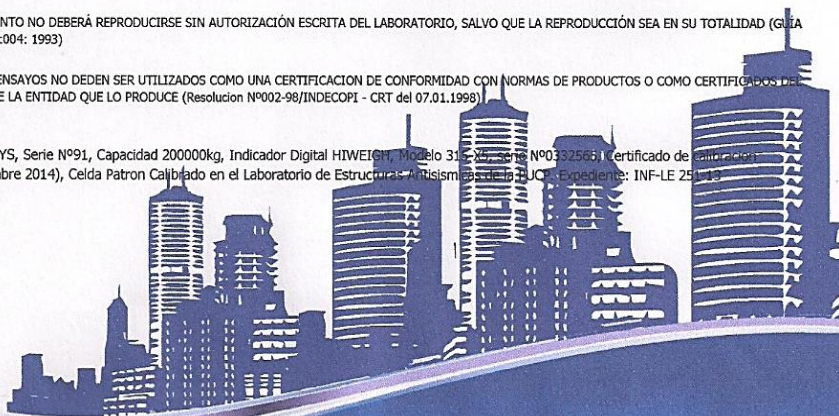 NTO NO DEBERÁ REPRODUCIRSE SIN AUTORIZACIÓN ESCRITA DEL LABORATORIO, SALVO QUE LA REPRODUCCIÓN SEA EN SU TOTALIDAD (GUÍA
:004: 1993)
ENSAYOS NO DEDEN SER UTILIZADOS COMO UNA CERTIFICACION DE CONFORMIDAD CON NORMAS DE PRODUCTOS O COMO CERTIFICADOS DEL
E LA ENTIDAD QUE LO PRODUCE (Resolucion Nº002-98/INDECOPI - CRT del 07.01.1998)
YS, Serie Nº91, Capacidad 200000kg, Indicador Digital HIWEIGH, Modelo 315-X5, serie Nº0332565, Certificado de calibración
bre 2014), Celda Patron Calibrado en el Laboratorio de Estructuras Antisismicas de la PUCP. Expediente: INF-LE 251-13